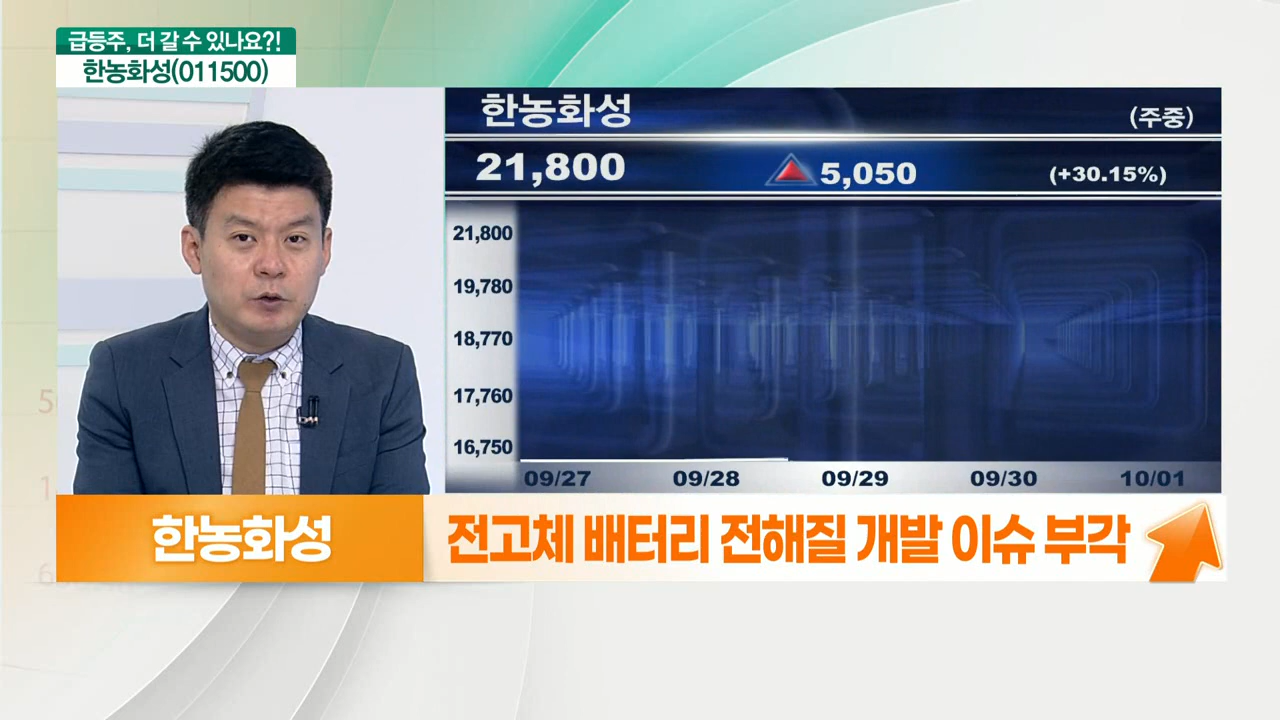 급등주, 더 갈 수 있나요?!
한농화성(011500)
한농화성
(주중)
21,800
5,050
(+30.15%)
21,800
19,780
18,770
17,760
16,750
09/27
09/28
09/29
09/30
10/01
한농화성
전고체 배터리 전해질 개발 이슈 부각